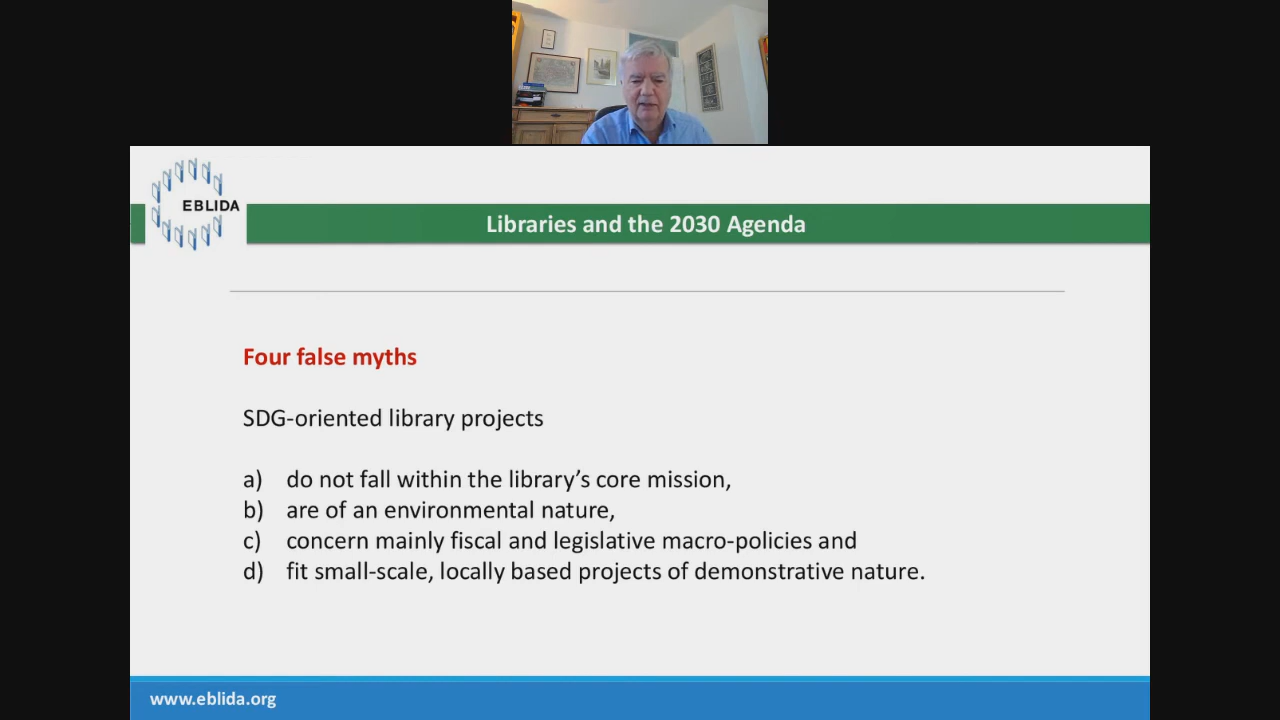 EBLIDA
Libraries and the 2030 Agenda
Four false myths
SDG-oriented library projects
a) do not fall within the library’s core mission,
b) are of an environmental nature,
c) concern mainly fiscal and legislative macro-policies and
d) fit small-scale, locally based projects of demonstrative nature.
www.eblida.org